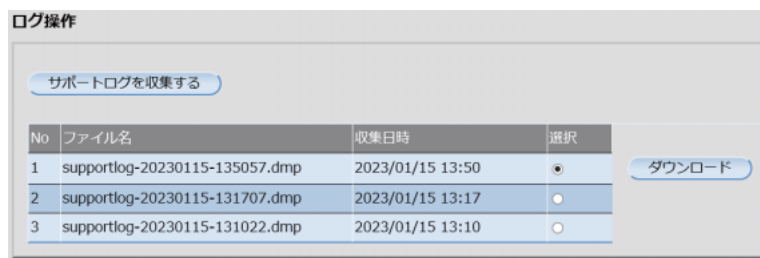 ログ操作
サポートログを収集する
No ファイル名 収集日時 選択
1 supportlog-20230115-135057.dmp 2023/01/15 13:50
ダウンロード
2 supportlog-20230115-131707.dmp 2023/01/15 13:17
3 supportlog-20230115-131022.dmp 2023/01/15 13:10